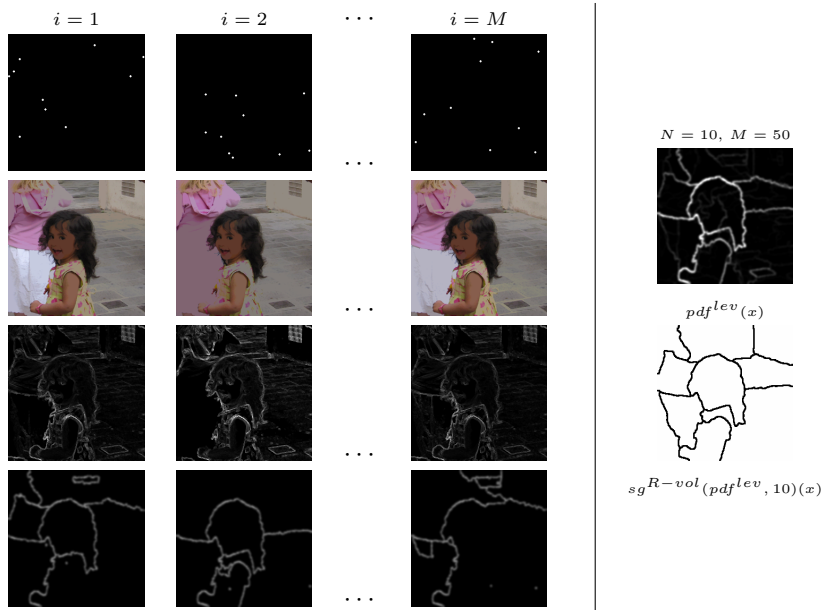 i = 1
i = 2
· · ·
i = M
· · ·
· · ·
· · ·
· · ·
N = 10, M = 50
pdf^{lev}(x)
sg^{R−vol}(pdf^{lev}, 10)(x)